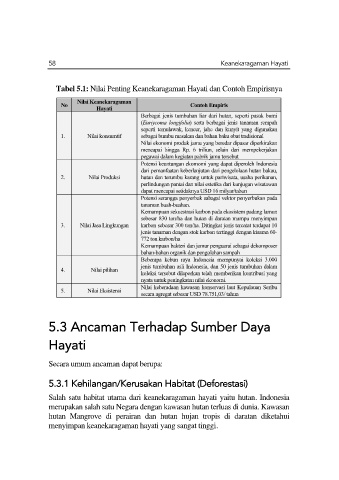 58 Keanekaragaman Hayati
Tabel 5.1: Nilai Penting Keanekaragaman Hayati dan Contoh Empirisnya
No
Nilai Keanekaragaman
Hayati
Contoh Empiris
1.
Nilai konsumtif
Berbagai jenis tumbuhan liar dari hutan, seperti pasak bumi
(Eurycoma longifolia) serta berbagai jenis tanaman rempah
seperti temulawak, kencur, jahe dan kunyit yang digunakan
sebagai bumbu masakan dan bahan baku obat tradisional
Nilai ekonomi produk jamu yang beredar dipasar diperkirakan
mencapai hingga Rp. 6 triliun, selain dari mempekerjakan
pegawai dalam kegiatan pabrik jamu tersebut
2.
Nilai Produksi
Potensi keuntungan ekonomi yang dapat diperoleh Indonesia
dari pemanfaatan keberlanjutan dari pengelolaan hutan bakau,
hutan dan terumbu karang untuk pariwisata, usaha perikanan,
perlindungan pantai dan nilai estetika dari kunjugan wisatawan
dapat mencapai setidaknya USD 16 milyar/tahun
3.
Nilai Jasa Lingkungan
Potensi serangga penyerbuk sebagai vektor penyerbukan pada
tanaman buah-buahan.
Kemampuan sekuestrasi karbon pada ekosistem padang lamun
sebesar 830 ton/ha dan hutan di daratan mampu menyimpan
karbon sebesar 300 ton/ha. Ditingkat jenis tercatat terdapat 10
jenis tanaman dengan stok karbon tertinggi dengan kisaran 60-
772 ton karbon/ha
Kemampuan bakteri dan jamur pengurai sebagai dekomposer
bahan-bahan organik dan pengolahan sampah
4.
Nilai pilihan
Beberapa kebun raya Indonesia mempunyai koleksi 3.000
jenis tumbuhan asli Indonesia, dan 50 jenis tumbuhan dalam
koleksi tersebut dilaporkan telah memberikan kontribusi yang
nyata untuk peningkatan nilai ekonomi.
5.
Nilai Eksistensi
Nilai keberadaan kawasan konservasi laut Kepulauan Seribu
secara agregat sebesar USD 78.751,03/ tahun
5.3 Ancaman Terhadap Sumber Daya
Hayati
Secara umum ancaman dapat berupa:
5.3.1 Kehilangan/Kerusakan Habitat (Deforestasi)
Salah satu habitat utama dari keanekaragaman hayati yaitu hutan. Indonesia
merupakan salah satu Negara dengan kawasan hutan terluas di dunia. Kawasan
hutan Mangrove di perairan dan hutan hujan tropis di daratan diketahui
menyimpan keanekaragaman hayati yang sangat tinggi.